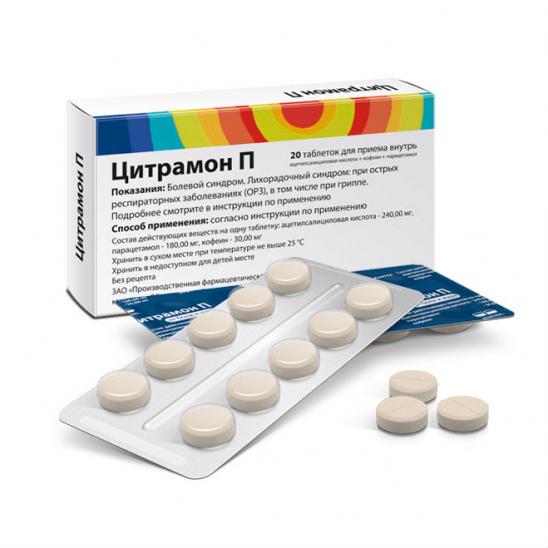 Цитрамон П
Цитрамон П
20 таблеток для приема внутрь
ацетилсалициловая кислота + кофеин + парацетамол
Показания: Болевой синдром. Лихорадочный синдром: при острых
респираторных заболеваниях (ОРЗ), в том числе при гриппе.
Подробнее смотрите в инструкции по применению
Способ применения: согласно инструкции по применению
Состав действующих веществ на одну таблетку: ацетилсалициловая кислота - 240,00 мг,
парацетамол - 180,00 мг, кофеин - 30,00 мг
Хранить в сухом месте при температуре не выше 25 °C
Хранить в недоступном для детей месте
Без рецепта
ЗАО «Производственная фармацевтическ
Цитрамон П
Цитрамон П